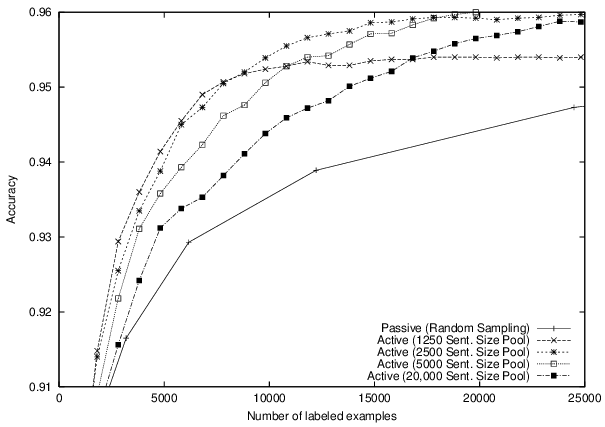 0.96
0.95
0.94
0.93
0.92
0.91
Accuracy
Passive (Random Sampling)
Active (1250 Sent. Size Pool)
Active (2500 Sent. Size Pool)
Active (5000 Sent. Size Pool)
Active (20,000 Sent. Size Pool)
0 5000 10000 15000 20000 25000
Number of labeled examples